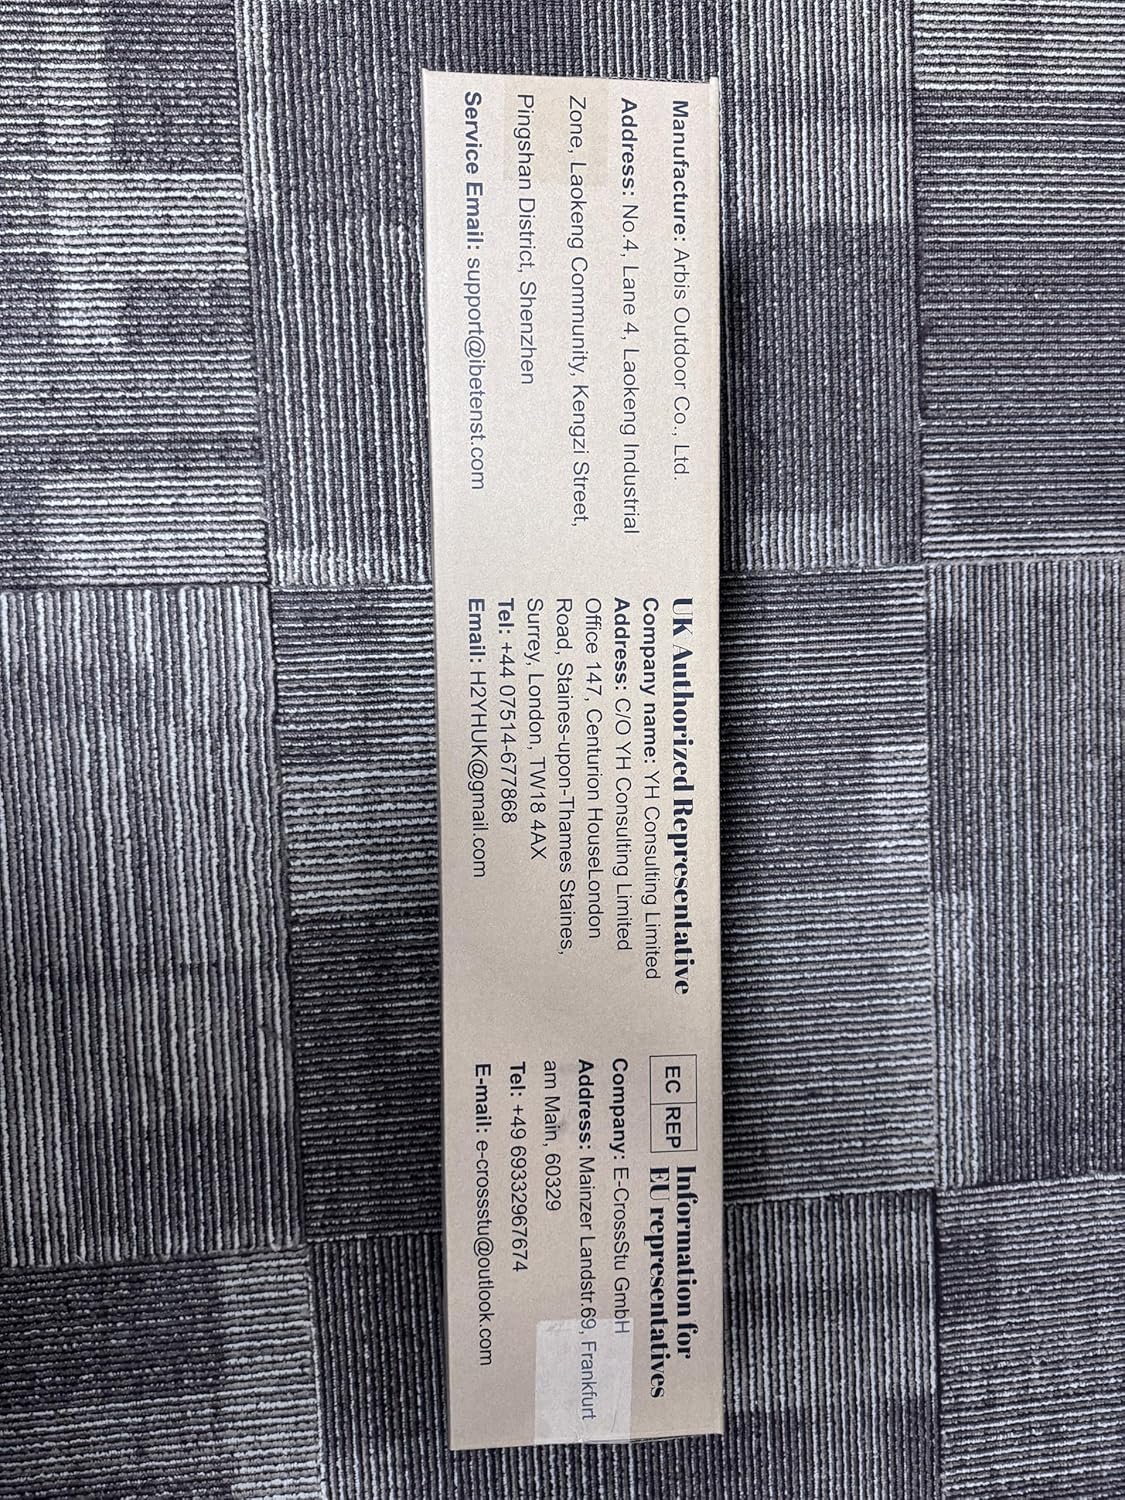 Manufacture: Arbis Outdoor Co., Ltd.
Address: No.4, Lane 4, Laokeng Industrial
Zone, Laokeng Community, Kengzi Street,
Pingshan District, Shenzhen
Service Email: support@ibetenst.com
UK Authorized Representative
Company name: YH Consulting Limited
Address: C/O YH Consulting Limited
Office 147, Centurion HouseLondon
Road, Staines-upon-Thames Staines,
Surrey, London, TW18 4AX
Tel: +44 07514-677868
Email: H2YHUK@gmail.com
EC REP
Information for
EU representatives
Company: E-CrossStu GmbH
Address: Mainzer Landstr.69, Frankfurt
am Main, 60329
Tel: +49 69332967674
E-mail: e-crossstu@outlook.com